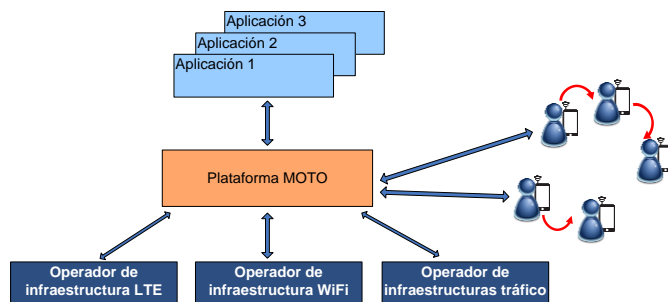 Aplicación 3
Aplicación 2
Aplicación 1
Plataforma MOTO
Operador de
infraestructura LTE
Operador de
infraestructura WiFi
Operador de
infraestructuras tráfico